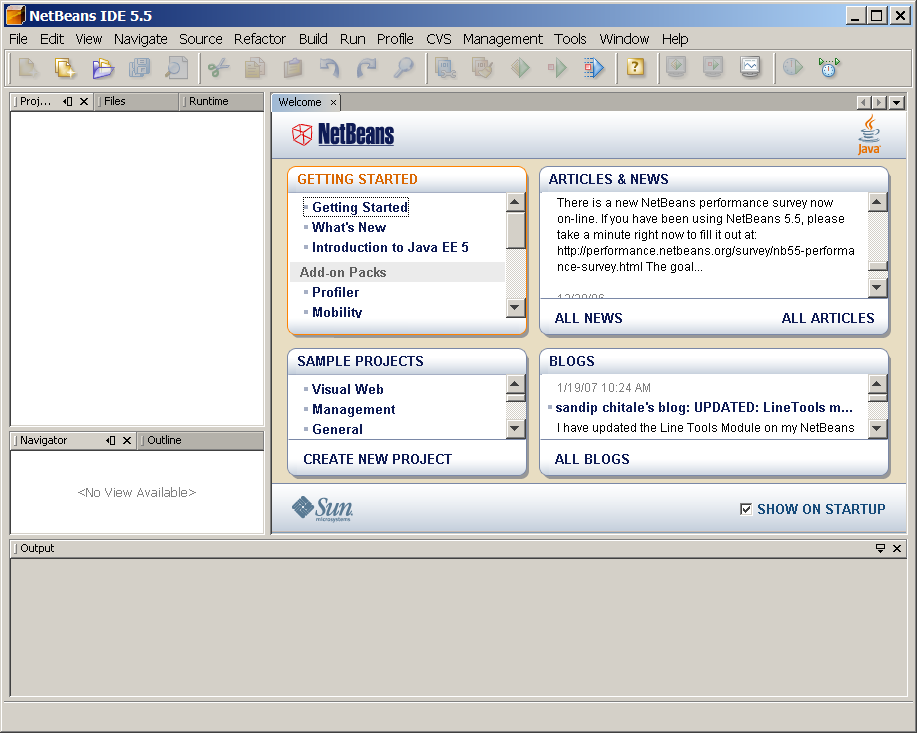 NetBeans IDE 5.5
File Edit View Navigate Source Refactor Build Run Profile CVS Management Tools Window Help
Proj... Files Runtime
Welcome
NetBeans
Java
GETTING STARTED
Getting Started
What's New
Introduction to Java EE 5
Add-on Packs
Profiler
Mobility
ARTICLES & NEWS
There is a new NetBeans performance survey now
on-line. If you have been using NetBeans 5.5, please
take a minute right now to fill it out at:
http://performance.netbeans.org/survey/nb55-performa
nce-survey.html The goal...
ALL NEWS ALL ARTICLES
SAMPLE PROJECTS
Visual Web
Management
General
CREATE NEW PROJECT
BLOGS
1/19/07 10:24 AM
sandip chitale's blog: UPDATED: LineTools m...
I have updated the Line Tools Module on my NetBeans
ALL BLOGS
Navigator Outline
<No View Available>
Sun
microsystems
SHOW ON STARTUP
Output